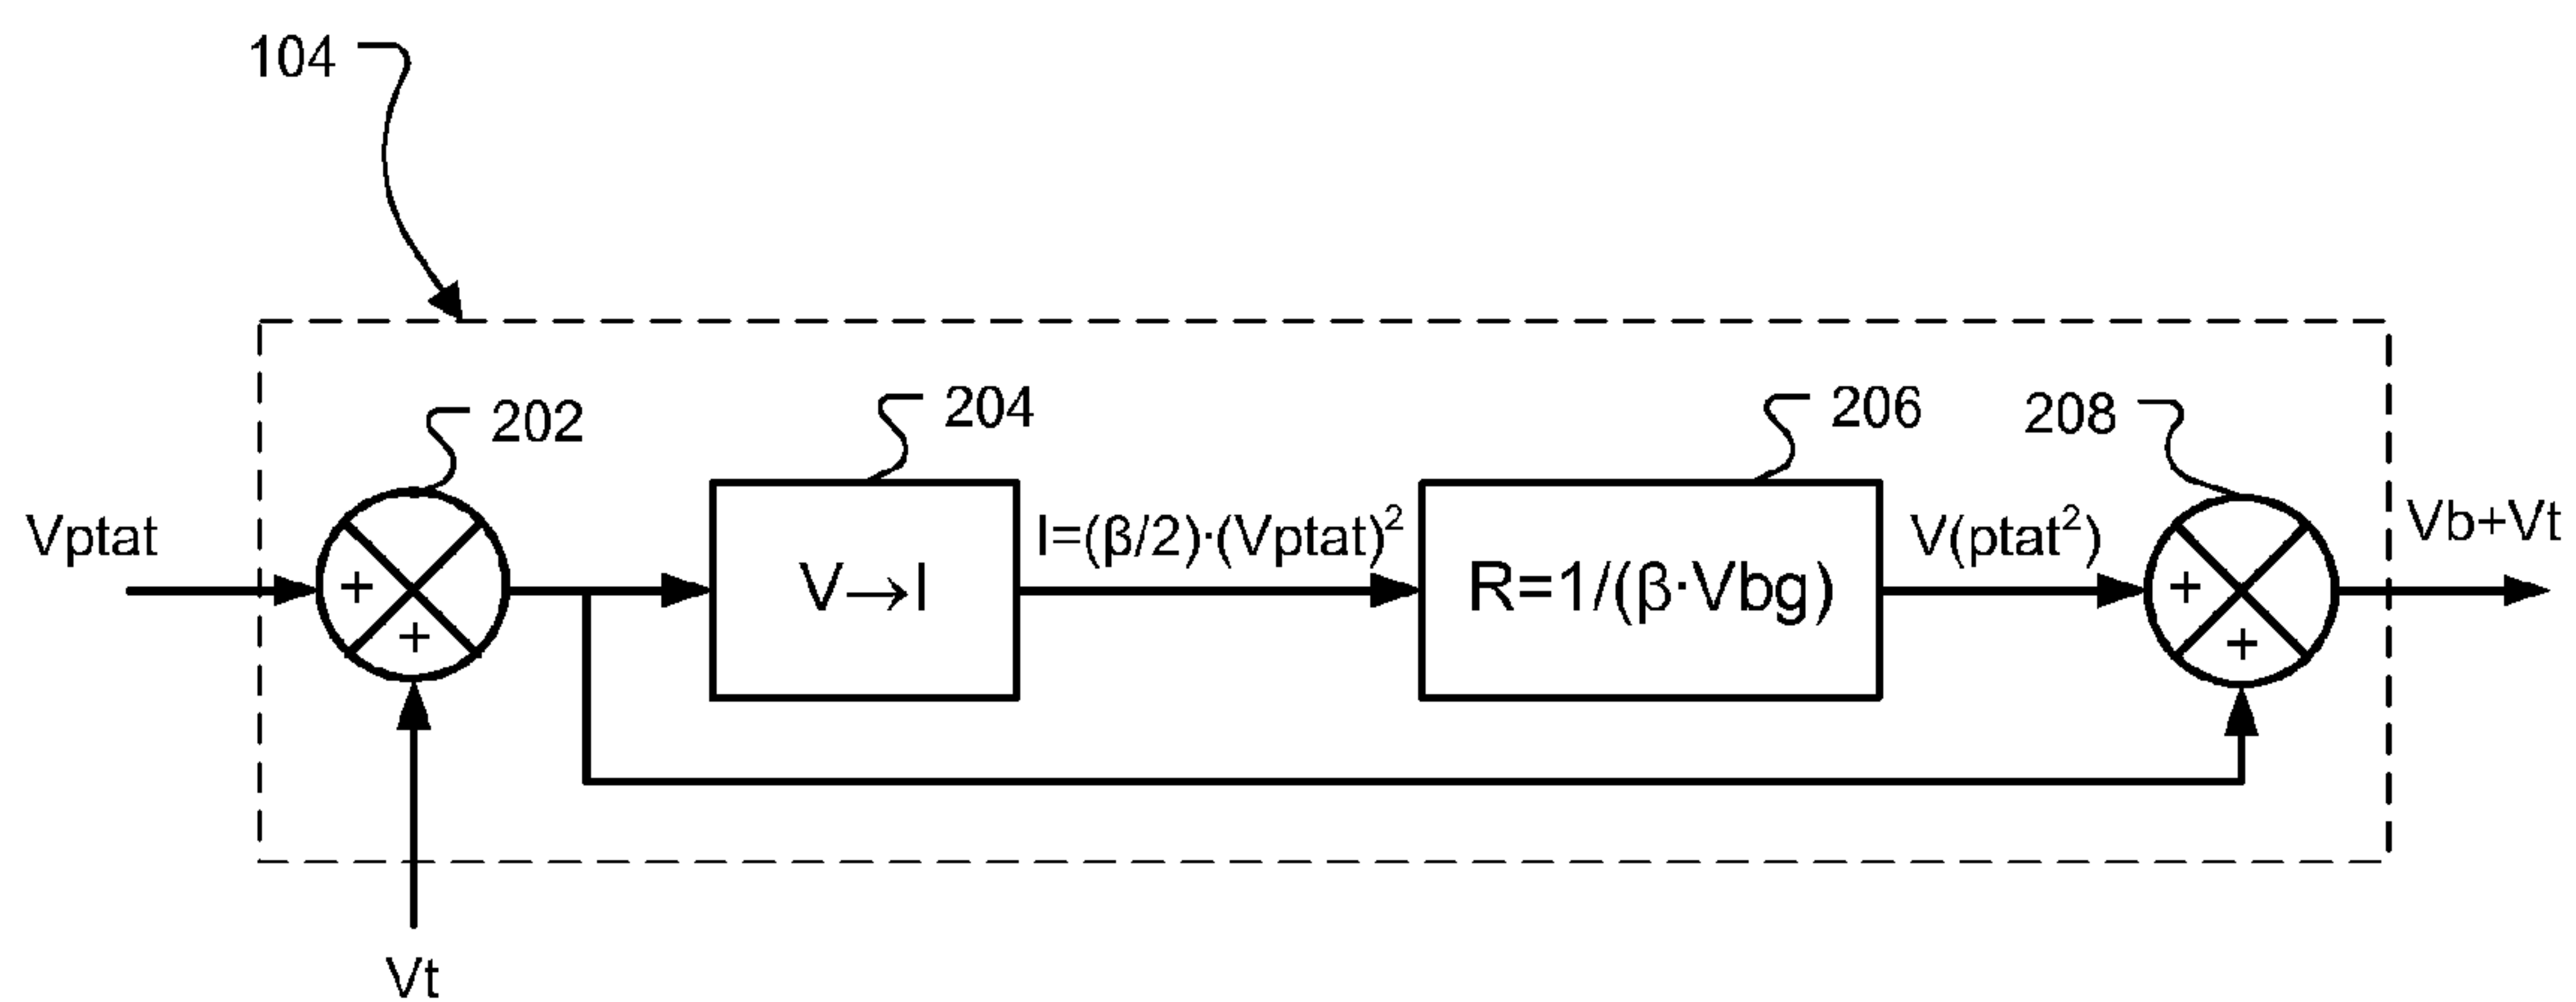 104
202
204
206
208
Vptat
I=(β/2)·(Vptat)²
V(ptat²)
Vb+Vt
V→I
R=1/(β·Vbg)
+
+
+
+
Vt